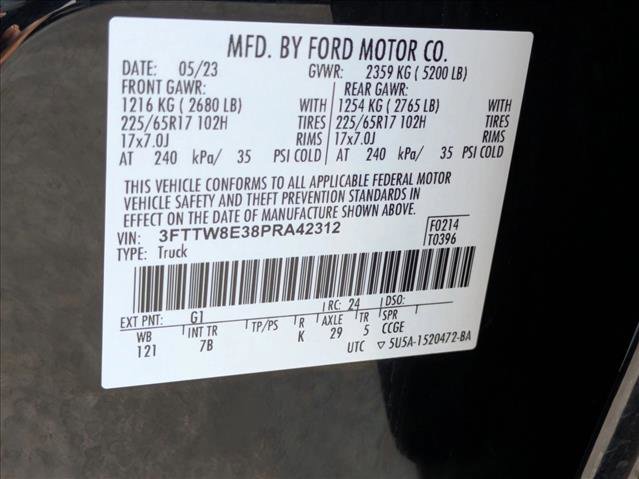 MFD. BY FORD MOTOR CO.
DATE: 05/23 GVWR: 2359 KG ( 5200 LB)
FRONT GAWR: REAR GAWR:
1216 KG ( 2680 LB) WITH 1254 KG ( 2765 LB) WITH
225/65R17 102H TIRES 225/65R17 102H TIRES
17x7.0J RIMS 17x7.0J RIMS
AT 240 kPa/ 35 PSI COLD AT 240 kPa/ 35 PSI COLD
THIS VEHICLE CONFORMS TO ALL APPLICABLE FEDERAL MOTOR
VEHICLE SAFETY AND THEFT PREVENTION STANDARDS IN
EFFECT ON THE DATE OF MANUFACTURE SHOWN ABOVE.
VIN: 3FTTW8E38PRA42312 F0214
TYPE: Truck T0396
EXT PNT: G1 RC: 24 DSO:
WB INT TR TP/PS R AXLE TR SPR
121 7B K 29 5 CCGE
UTC ▽ 5U5A-1520472-BA